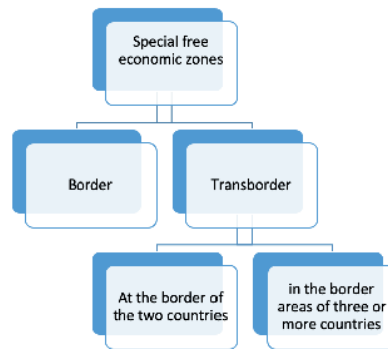 Special free
economic zones
Border
Transborder
At the border of
the two countries
in the border
areas of three or
more countries